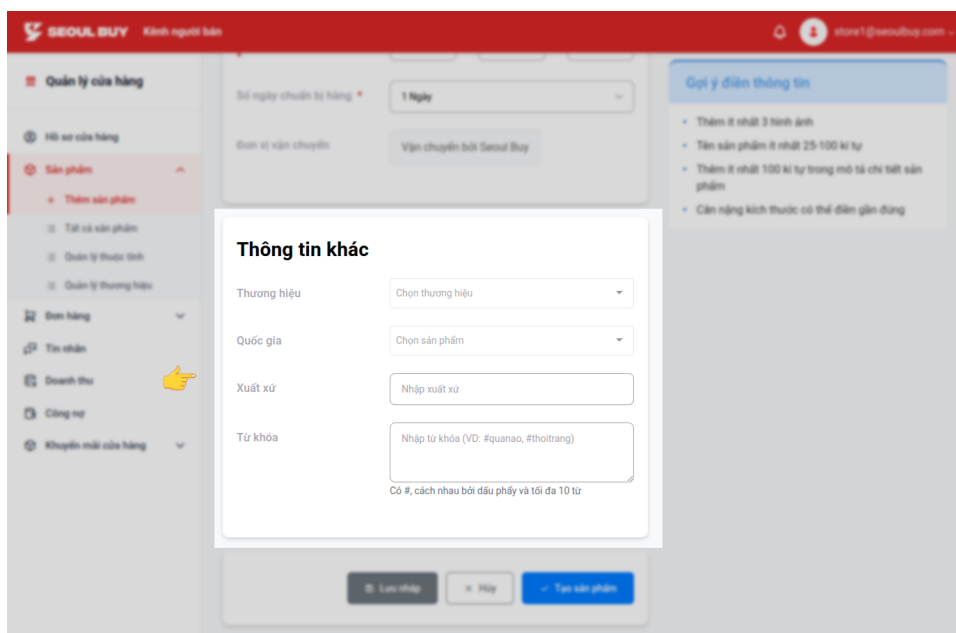 SEOUL BUY Kênh người bán
store1@seoulbuy.com
Quản lý cửa hàng
Hồ sơ cửa hàng
Sản phẩm
Thêm sản phẩm
Tất cả sản phẩm
Quản lý thuộc tính
Quản lý thương hiệu
Đơn hàng
Tin nhắn
Doanh thu
Công nợ
Khuyến mãi cửa hàng
*
Số ngày chuẩn bị hàng * 1 Ngày
Đơn vị vận chuyển Vận chuyển bởi Seoul Buy
Thông tin khác
Thương hiệu Chọn thương hiệu
Quốc gia Chọn sản phẩm
Xuất xứ Nhập xuất xứ
Từ khóa Nhập từ khóa (VD: #quanao, #thoitrang)
Có #, cách nhau bởi dấu phẩy và tối đa 10 từ
Lưu nháp Hủy Tạo sản phẩm
Gợi ý điền thông tin
Thêm ít nhất 3 hình ảnh
Tên sản phẩm ít nhất 25-100 kí tự
Thêm ít nhất 100 kí tự trong mô tả chi tiết sản
phẩm
Cân nặng kích thước có thể điền gần đúng